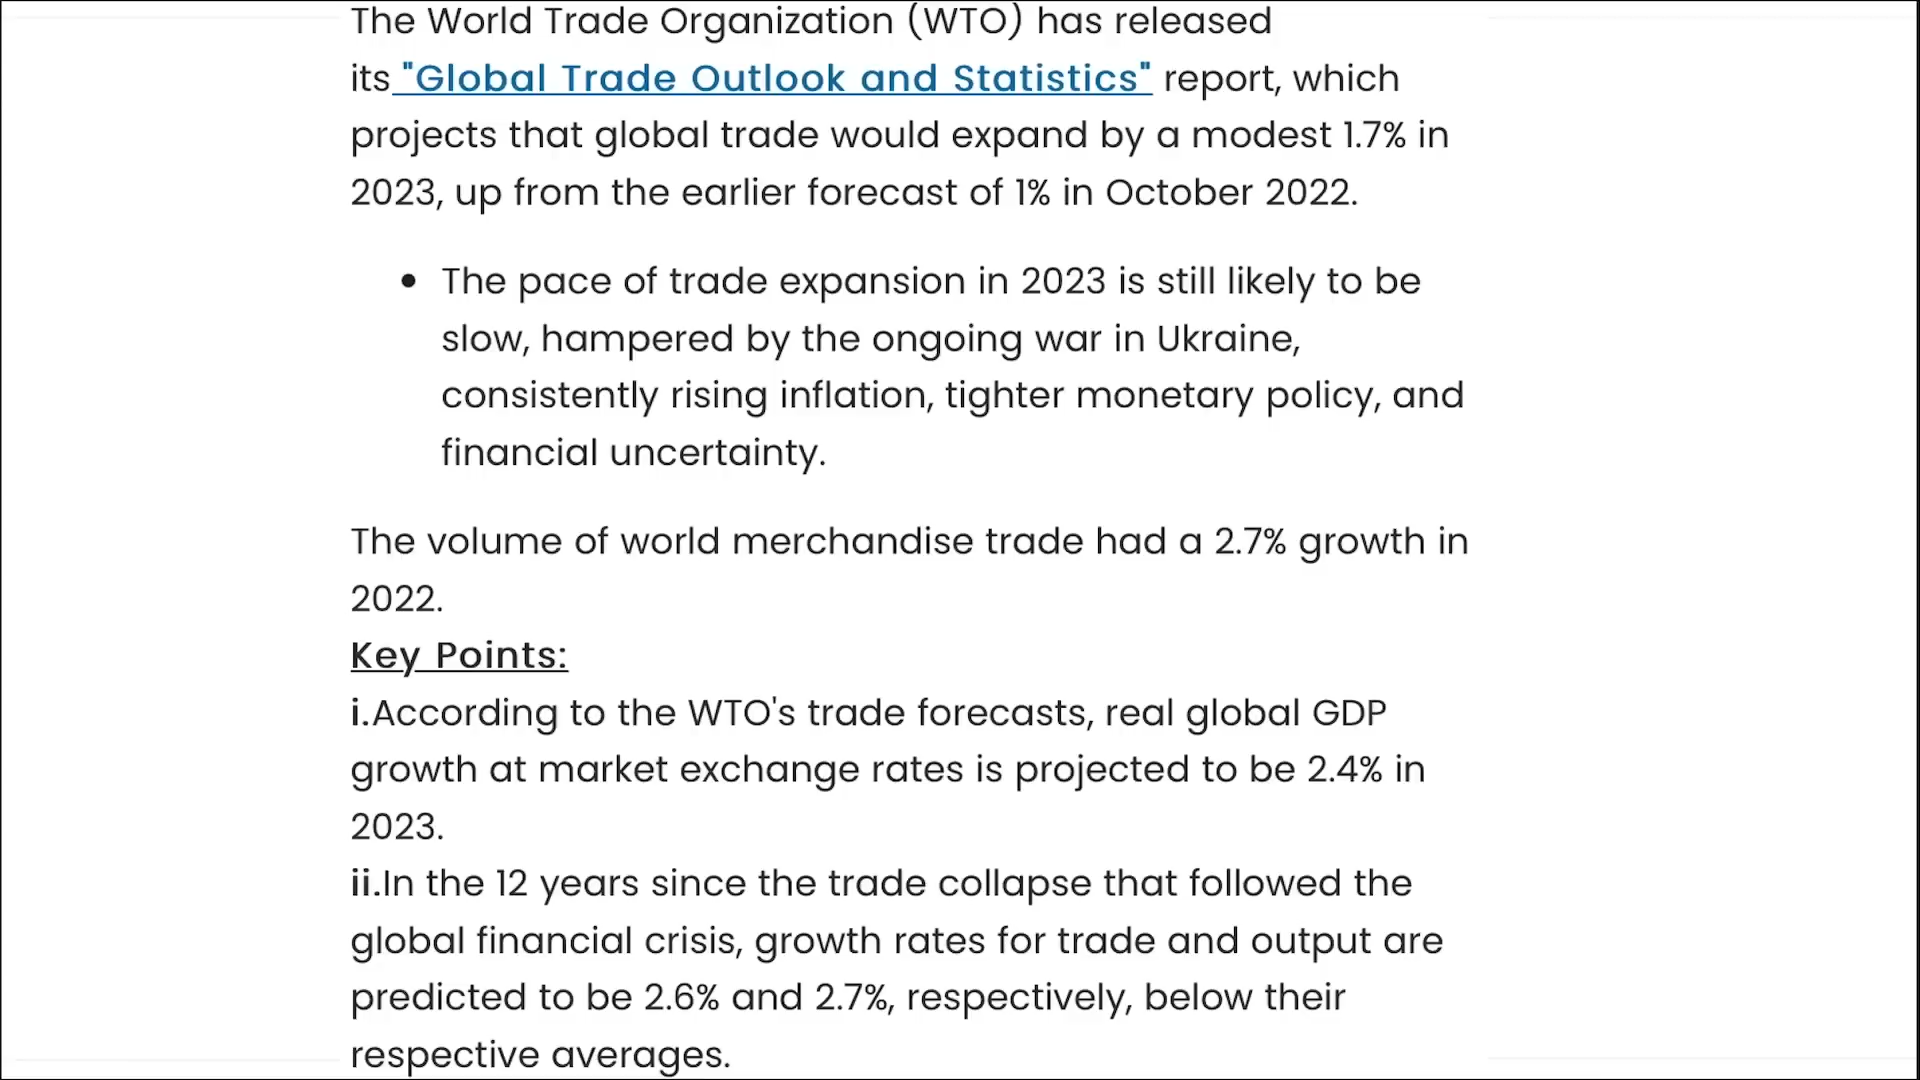 The World Trade Organization (WTO) has released
its "Global Trade Outlook and Statistics" report, which
projects that global trade would expand by a modest 1.7% in
2023, up from the earlier forecast of 1% in October 2022.
• The pace of trade expansion in 2023 is still likely to be
slow, hampered by the ongoing war in Ukraine,
consistently rising inflation, tighter monetary policy, and
financial uncertainty.
The volume of world merchandise trade had a 2.7% growth in
2022.
Key Points:
i.According to the WTO's trade forecasts, real global GDP
growth at market exchange rates is projected to be 2.4% in
2023.
ii.In the 12 years since the trade collapse that followed the
global financial crisis, growth rates for trade and output are
predicted to be 2.6% and 2.7%, respectively, below their
respective averages.